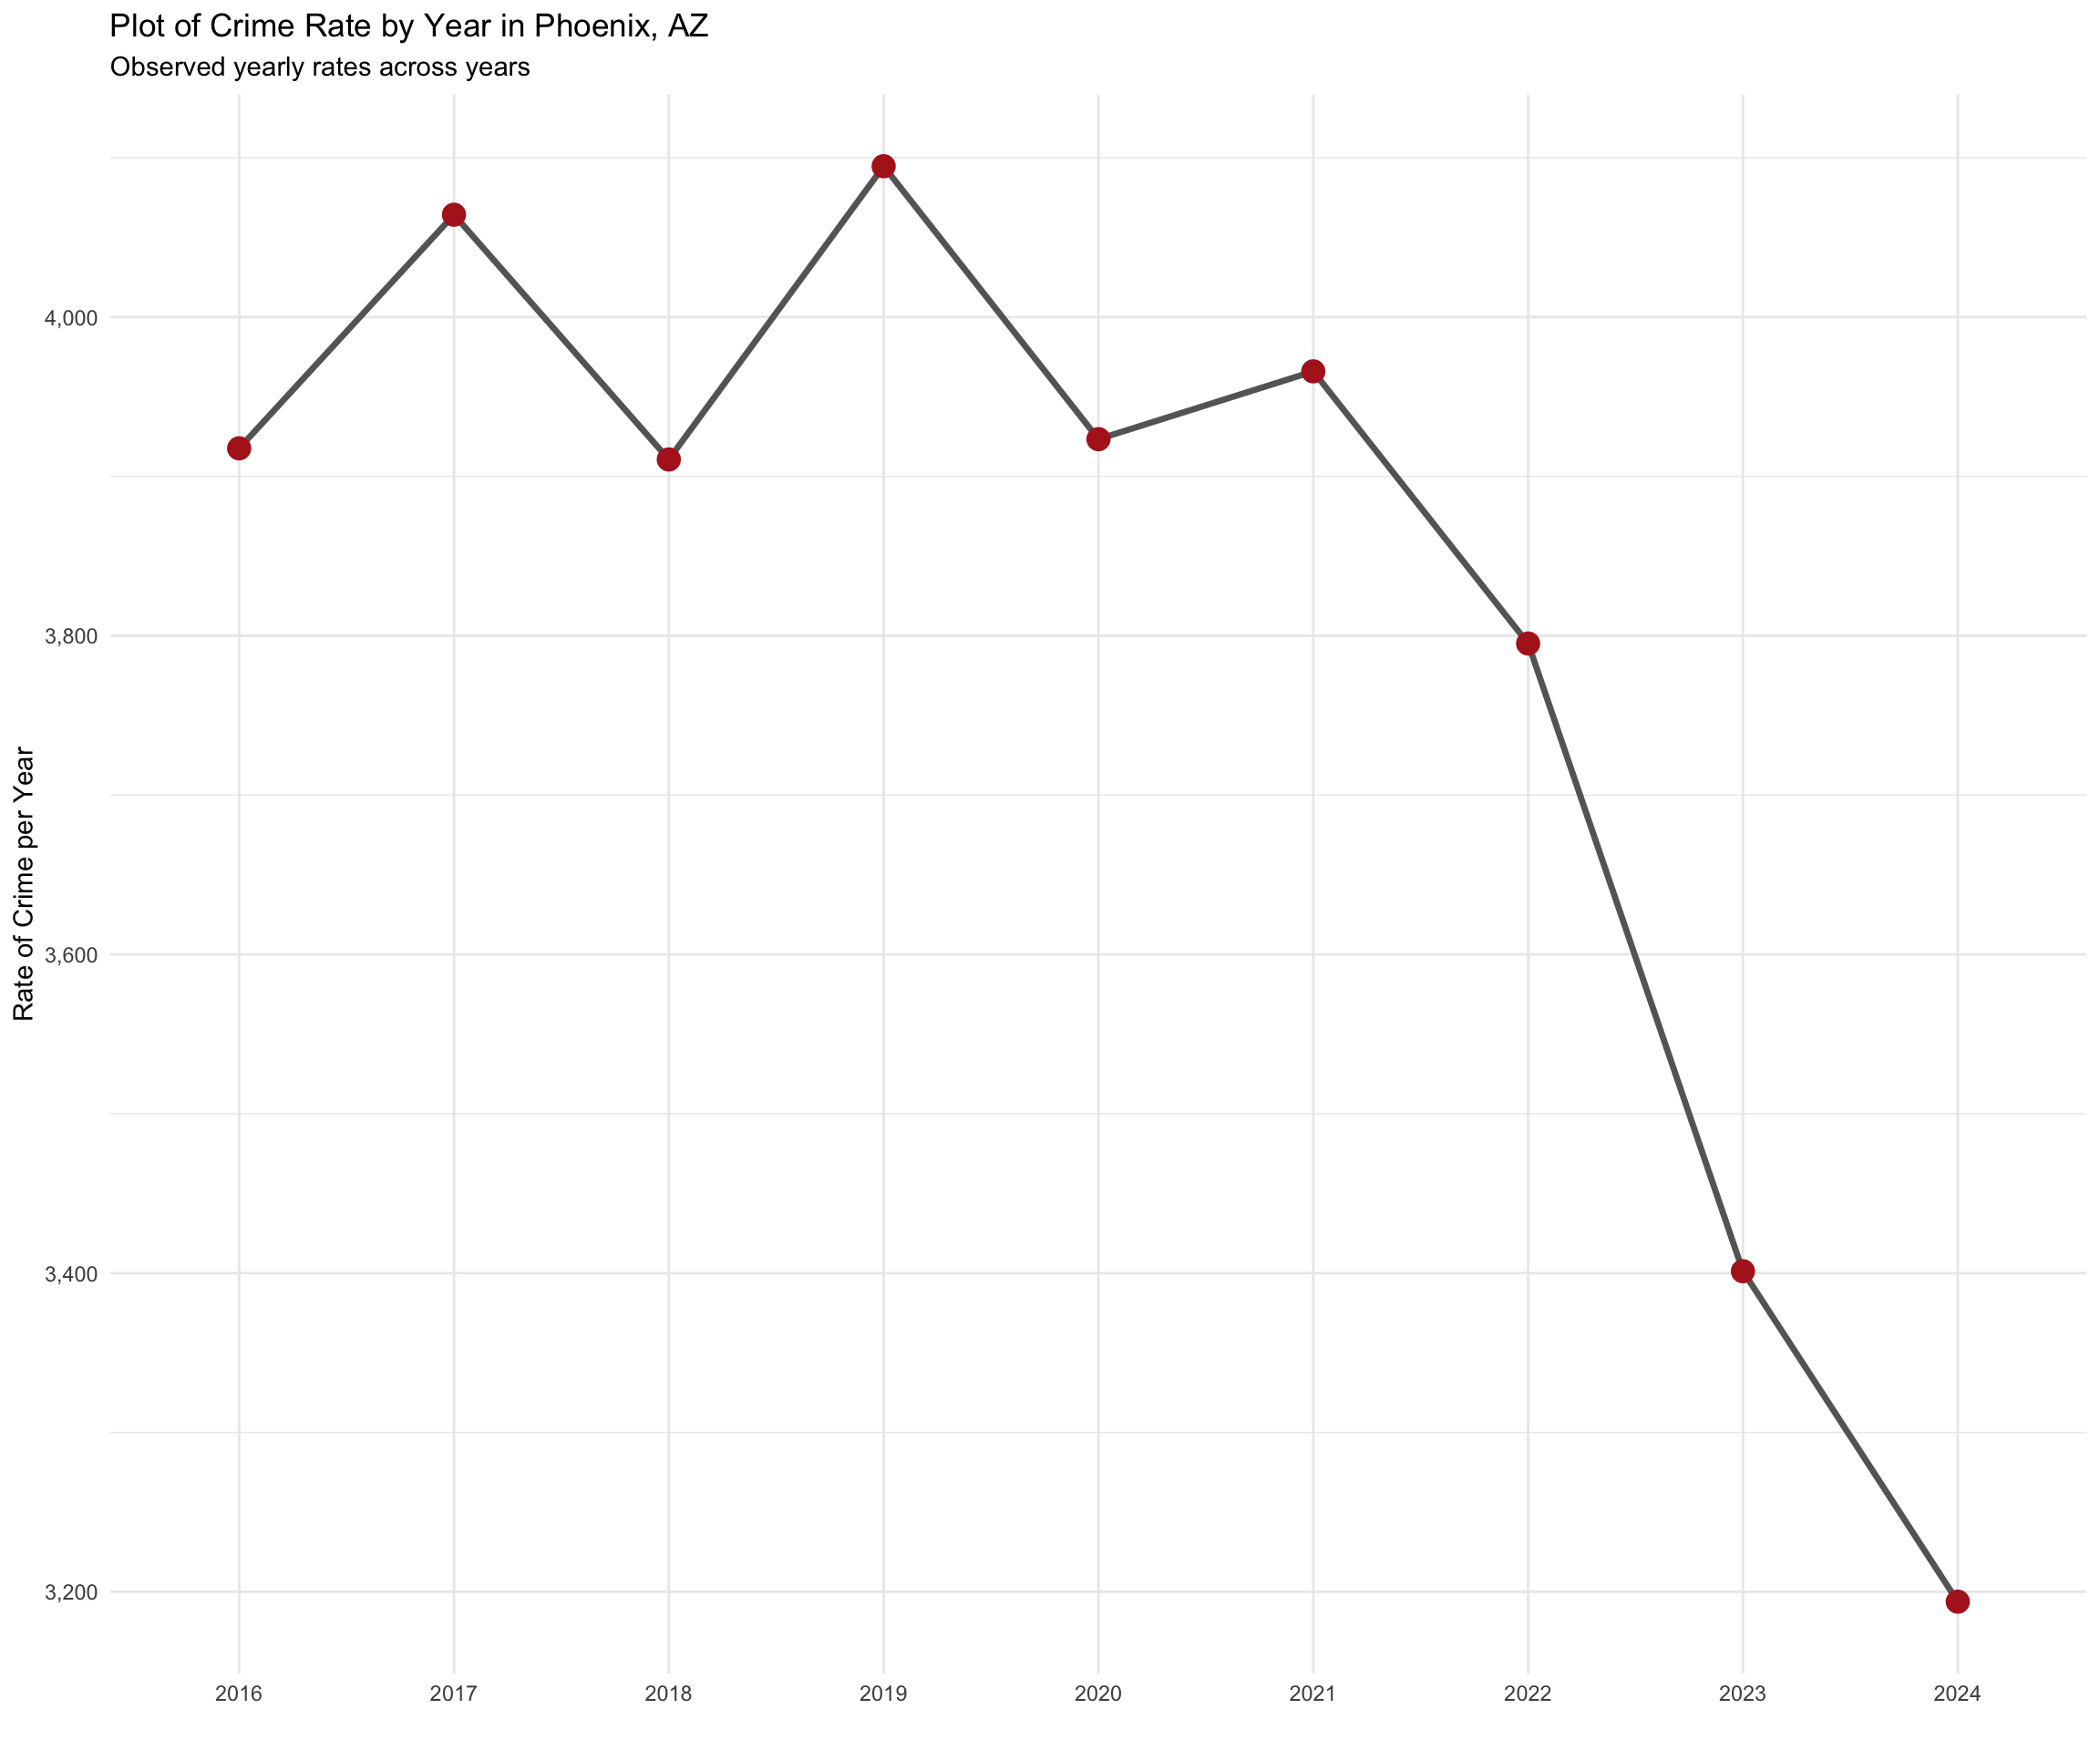 Plot of Crime Rate by Year in Phoenix, AZ
Observed yearly rates across years
Rate of Crime per Year
4,000
3,800
3,600
3,400
3,200
2016 2017 2018 2019 2020 2021 2022 2023 2024